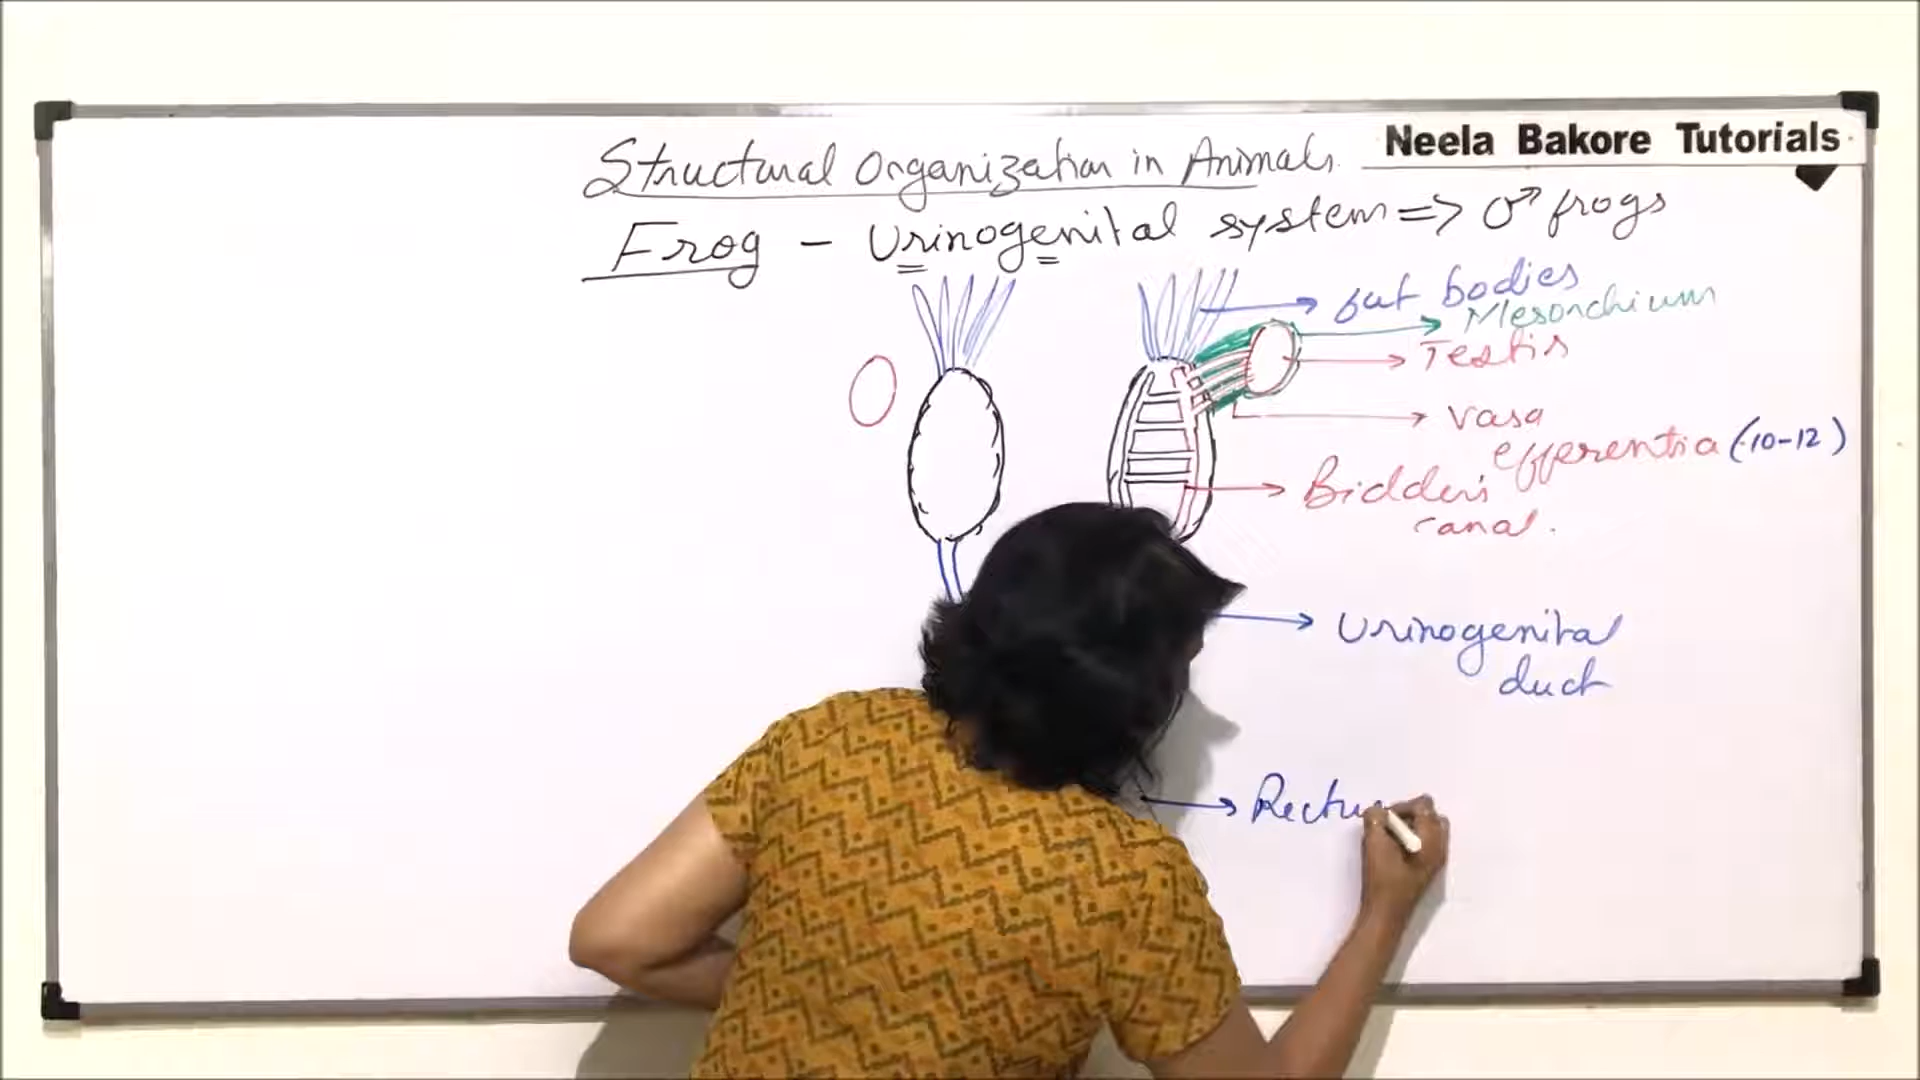 Structural Organization in Animals.
Neela Bakore Tutorials
Frog - Urinogenital system => ♂ frogs
fat bodies
Mesorchium
Testis
Vasa
efferentia (10-12)
Bidder's
canal.
Urinogenital
duct
Rectu